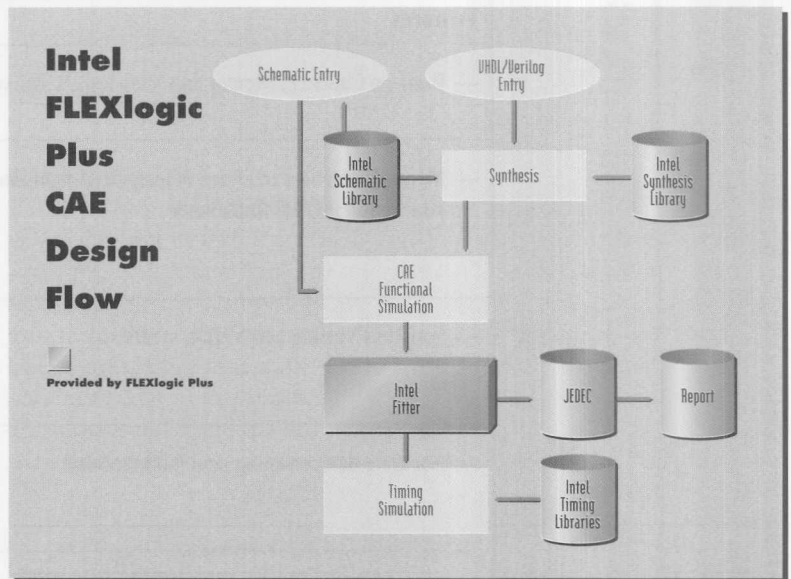 Intel
FLEXlogic
Plus
CAE
Design
Flow
Provided by FLEXlogic Plus
Schematic Entry
VHDL/Verilog
Entry
Intel
Schematic
Library
Synthesis
Intel
Synthesis
Library
CAE
Functional
Simulation
Intel
Fitter
JEDEC
Report
Timing
Simulation
Intel
Timing
Libraries